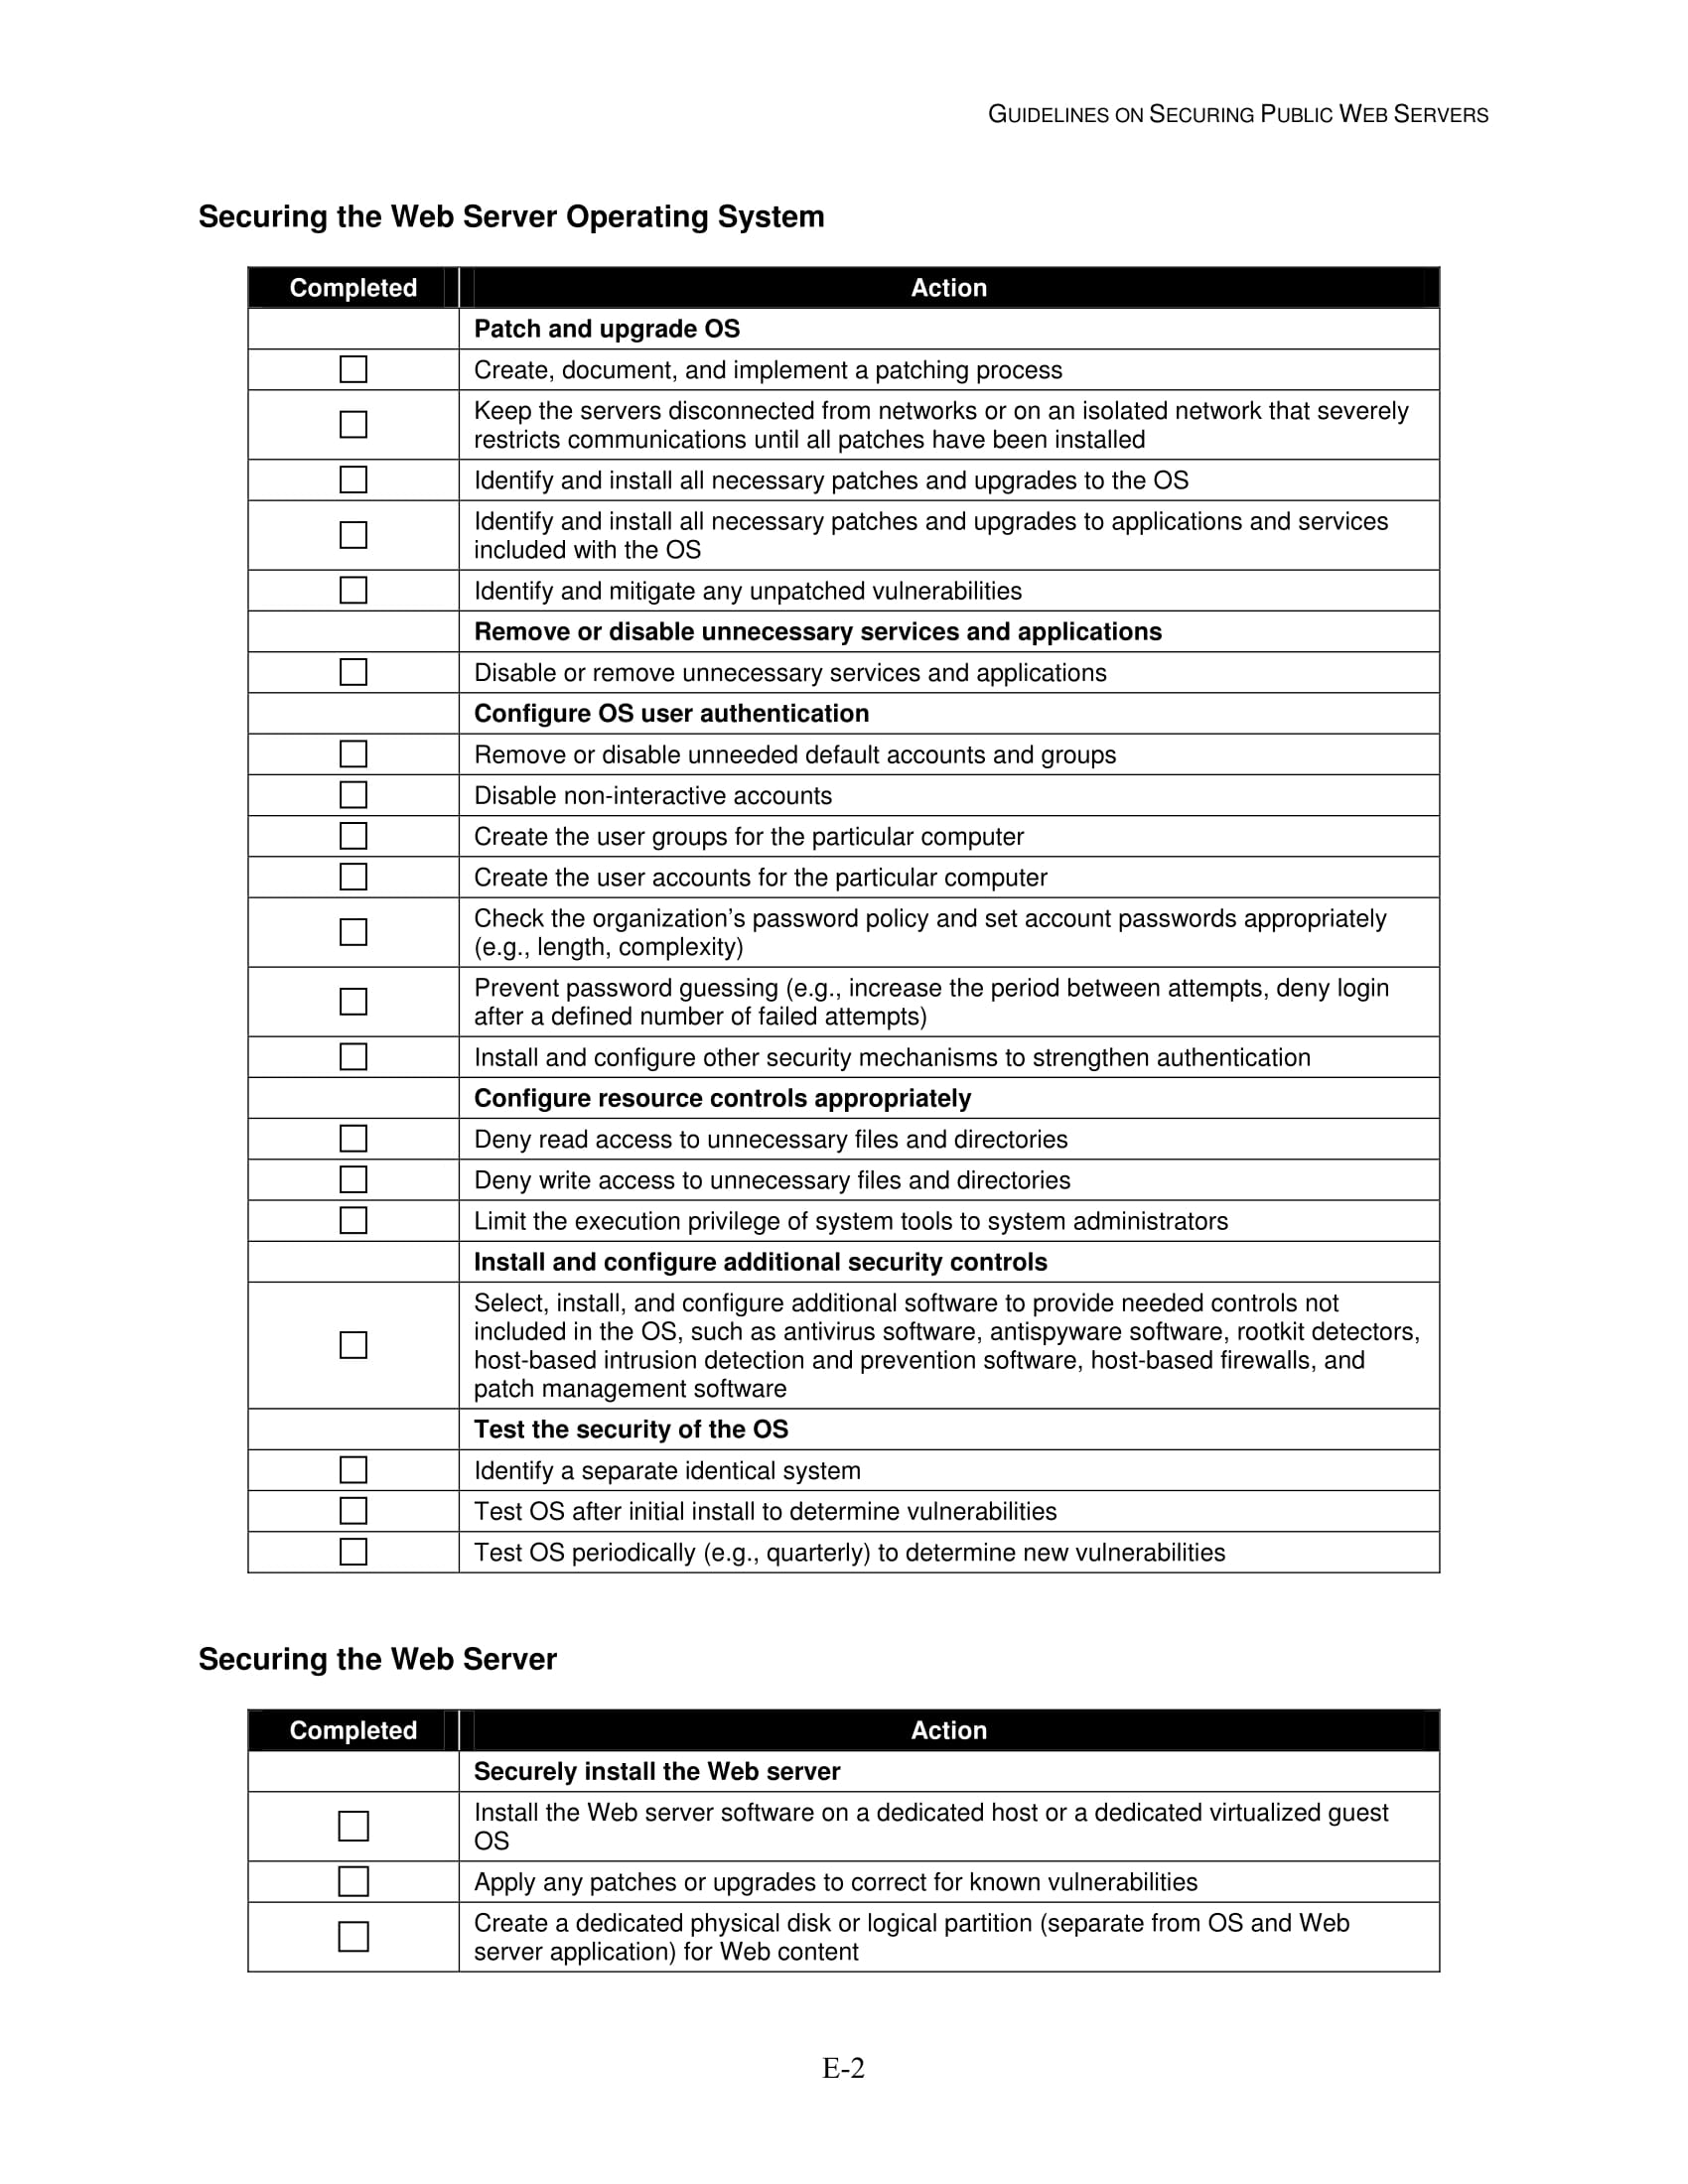 GUIDELINES ON SECURING PUBLIC WEB SERVERS
Securing the Web Server Operating System
Completed Action
Patch and upgrade OS
Create, document, and implement a patching process
Keep the servers disconnected from networks or on an isolated network that severely
restricts communications until all patches have been installed
Identify and install all necessary patches and upgrades to the OS
Identify and install all necessary patches and upgrades to applications and services
included with the OS
Identify and mitigate any unpatched vulnerabilities
Remove or disable unnecessary services and applications
Disable or remove unnecessary services and applications
Configure OS user authentication
Remove or disable unneeded default accounts and groups
Disable non-interactive accounts
Create the user groups for the particular computer
Create the user accounts for the particular computer
Check the organization’s password policy and set account passwords appropriately
(e.g., length, complexity)
Prevent password guessing (e.g., increase the period between attempts, deny login
after a defined number of failed attempts)
Install and configure other security mechanisms to strengthen authentication
Configure resource controls appropriately
Deny read access to unnecessary files and directories
Deny write access to unnecessary files and directories
Limit the execution privilege of system tools to system administrators
Install and configure additional security controls
Select, install, and configure additional software to provide needed controls not
included in the OS, such as antivirus software, antispyware software, rootkit detectors,
host-based intrusion detection and prevention software, host-based firewalls, and
patch management software
Test the security of the OS
Identify a separate identical system
Test OS after initial install to determine vulnerabilities
Test OS periodically (e.g., quarterly) to determine new vulnerabilities
Securing the Web Server
Completed Action
Securely install the Web server
Install the Web server software on a dedicated host or a dedicated virtualized guest
OS
Apply any patches or upgrades to correct for known vulnerabilities
Create a dedicated physical disk or logical partition (separate from OS and Web
server application) for Web content
E-2